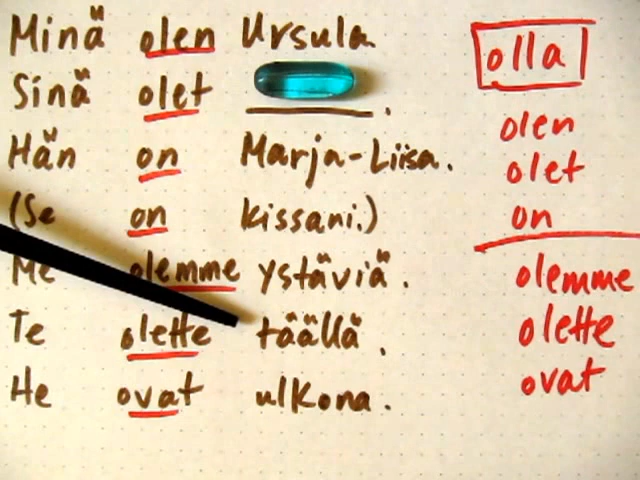 Minä olen Ursula.
Sinä olet ____.
Hän on Marja-Liisa.
(Se on kissani.)
Me olemme ystäviä.
Te olette täällä.
He ovat ulkona.
olla
olen
olet
on
olemme
olette
ovat